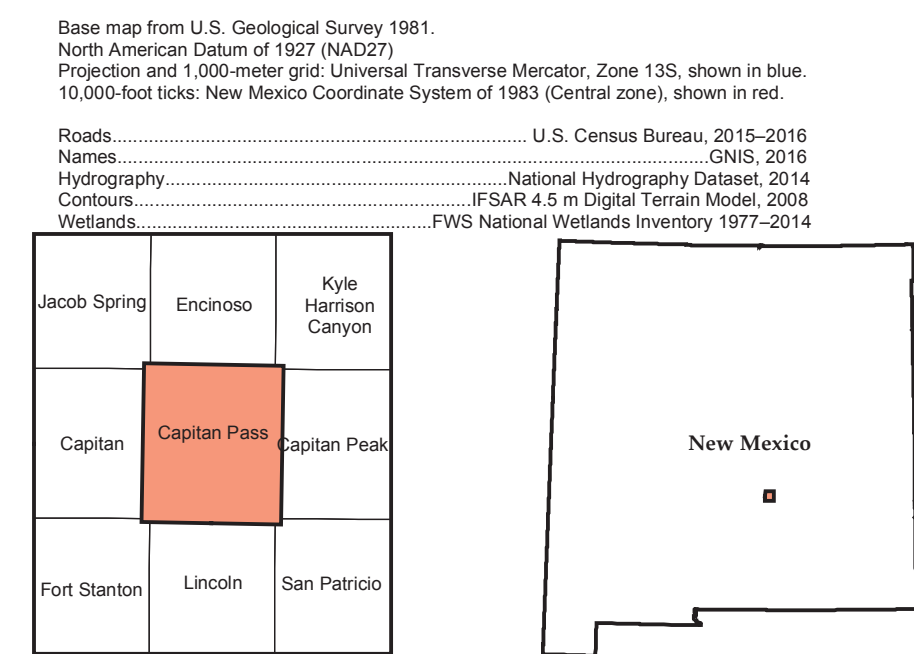 Base map from U.S. Geological Survey 1981.
North American Datum of 1927 (NAD27)
Projection and 1,000-meter grid: Universal Transverse Mercator, Zone 13S, shown in blue.
10,000-foot ticks: New Mexico Coordinate System of 1983 (Central zone), shown in red.
Roads............................................................................... U.S. Census Bureau, 2015–2016
Names.................................................................................................................GNIS, 2016
Hydrography.................................................................National Hydrography Dataset, 2014
Contours................................................................IFSAR 4.5 m Digital Terrain Model, 2008
Wetlands.........................................................FWS National Wetlands Inventory 1977–2014
Jacob Spring
Encinoso
Kyle
Harrison
Canyon
Capitan
Capitan Pass
Capitan Peak
Fort Stanton
Lincoln
San Patricio
New Mexico